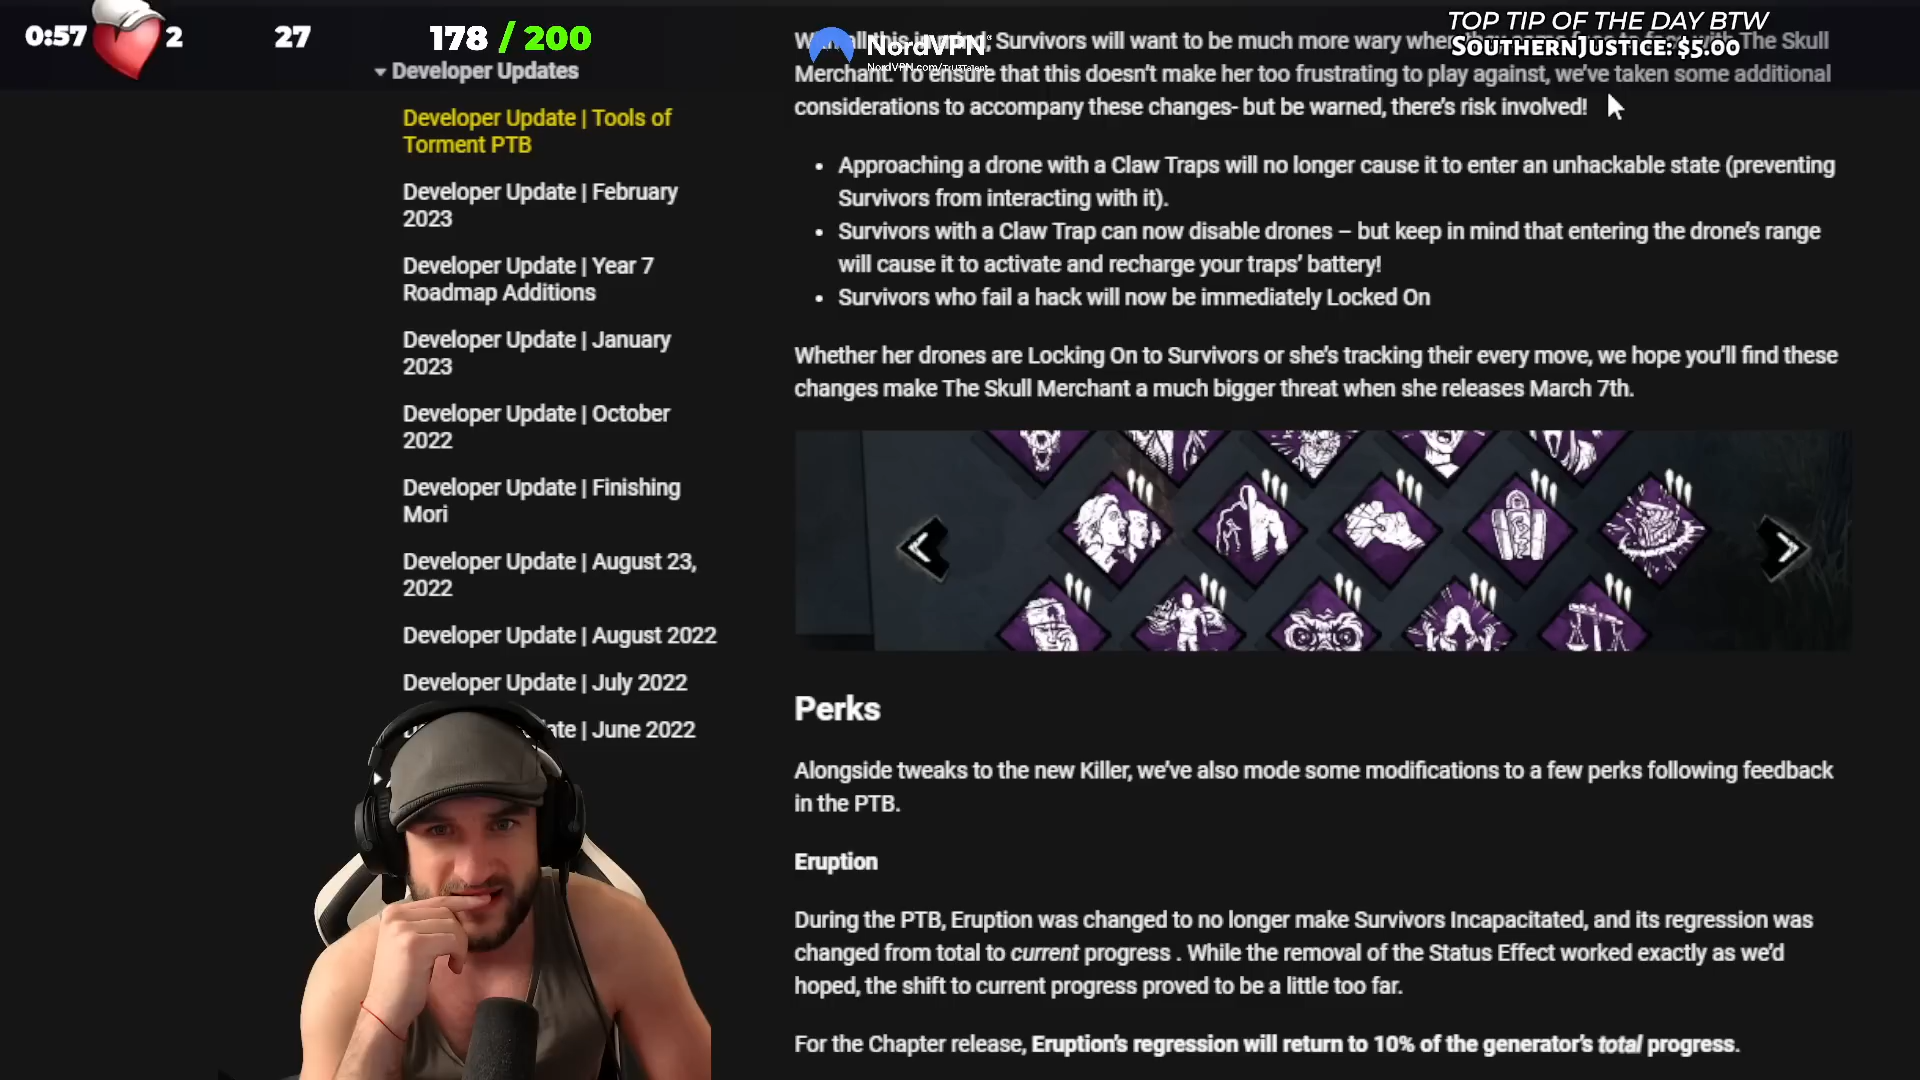 0:57
2
27
178 / 200
NordVPN
TOP TIP OF THE DAY BTW
SOUTHERNJUSTICE: $5.00
Developer Updates
Developer Update | Tools of
Torment PTB
Developer Update | February
2023
Developer Update | Year 7
Roadmap Additions
Developer Update | January
2023
Developer Update | October
2022
Developer Update | Finishing
Mori
Developer Update | August 23,
2022
Developer Update | August 2022
Developer Update | July 2022
| June 2022
all this Survivors will want to be much more wary The Skull
Merchant. To ensure that this doesn't make her too frustrating to play against, we've taken some additional
considerations to accompany these changes- but be warned, there's risk involved!
• Approaching a drone with a Claw Traps will no longer cause it to enter an unhackable state (preventing
Survivors from interacting with it).
• Survivors with a Claw Trap can now disable drones – but keep in mind that entering the drone's range
will cause it to activate and recharge your traps' battery!
• Survivors who fail a hack will now be immediately Locked On
Whether her drones are Locking On to Survivors or she's tracking their every move, we hope you'll find these
changes make The Skull Merchant a much bigger threat when she releases March 7th.
Perks
Alongside tweaks to the new Killer, we've also mode some modifications to a few perks following feedback
in the PTB.
Eruption
During the PTB, Eruption was changed to no longer make Survivors Incapacitated, and its regression was
changed from total to current progress . While the removal of the Status Effect worked exactly as we'd
hoped, the shift to current progress proved to be a little too far.
For the Chapter release, Eruption's regression will return to 10% of the generator's total progress.